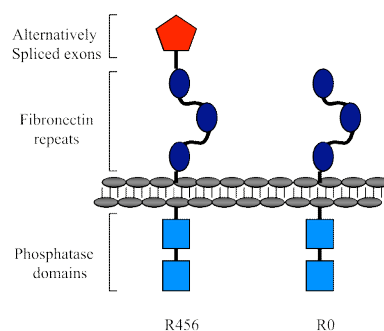 Alternatively
Spliced exons
Fibronectin
repeats
Phosphatase
domains
R456
R0